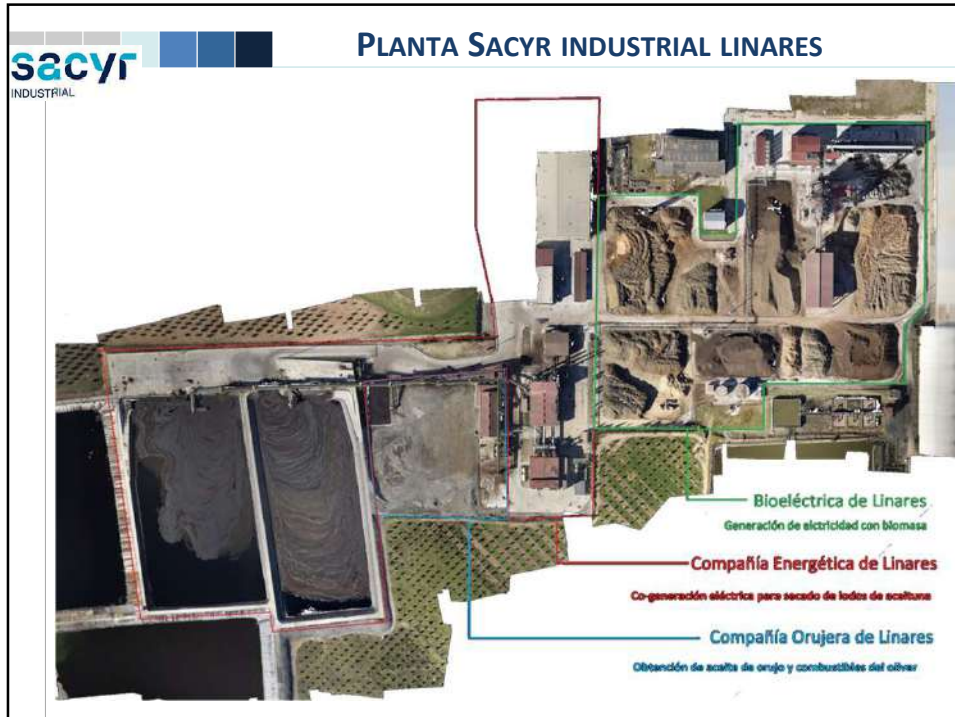 PLANTA SACYR INDUSTRIAL LINARES
sacyr
INDUSTRIAL
Bioeléctrica de Linares
Generación de elctricidad con biomasa
Compañía Energética de Linares
Co-generación eléctrica para secado de lodos de aceituna
Compañía Orujera de Linares
Obtención de aceite de orujo y combustibles del olivar